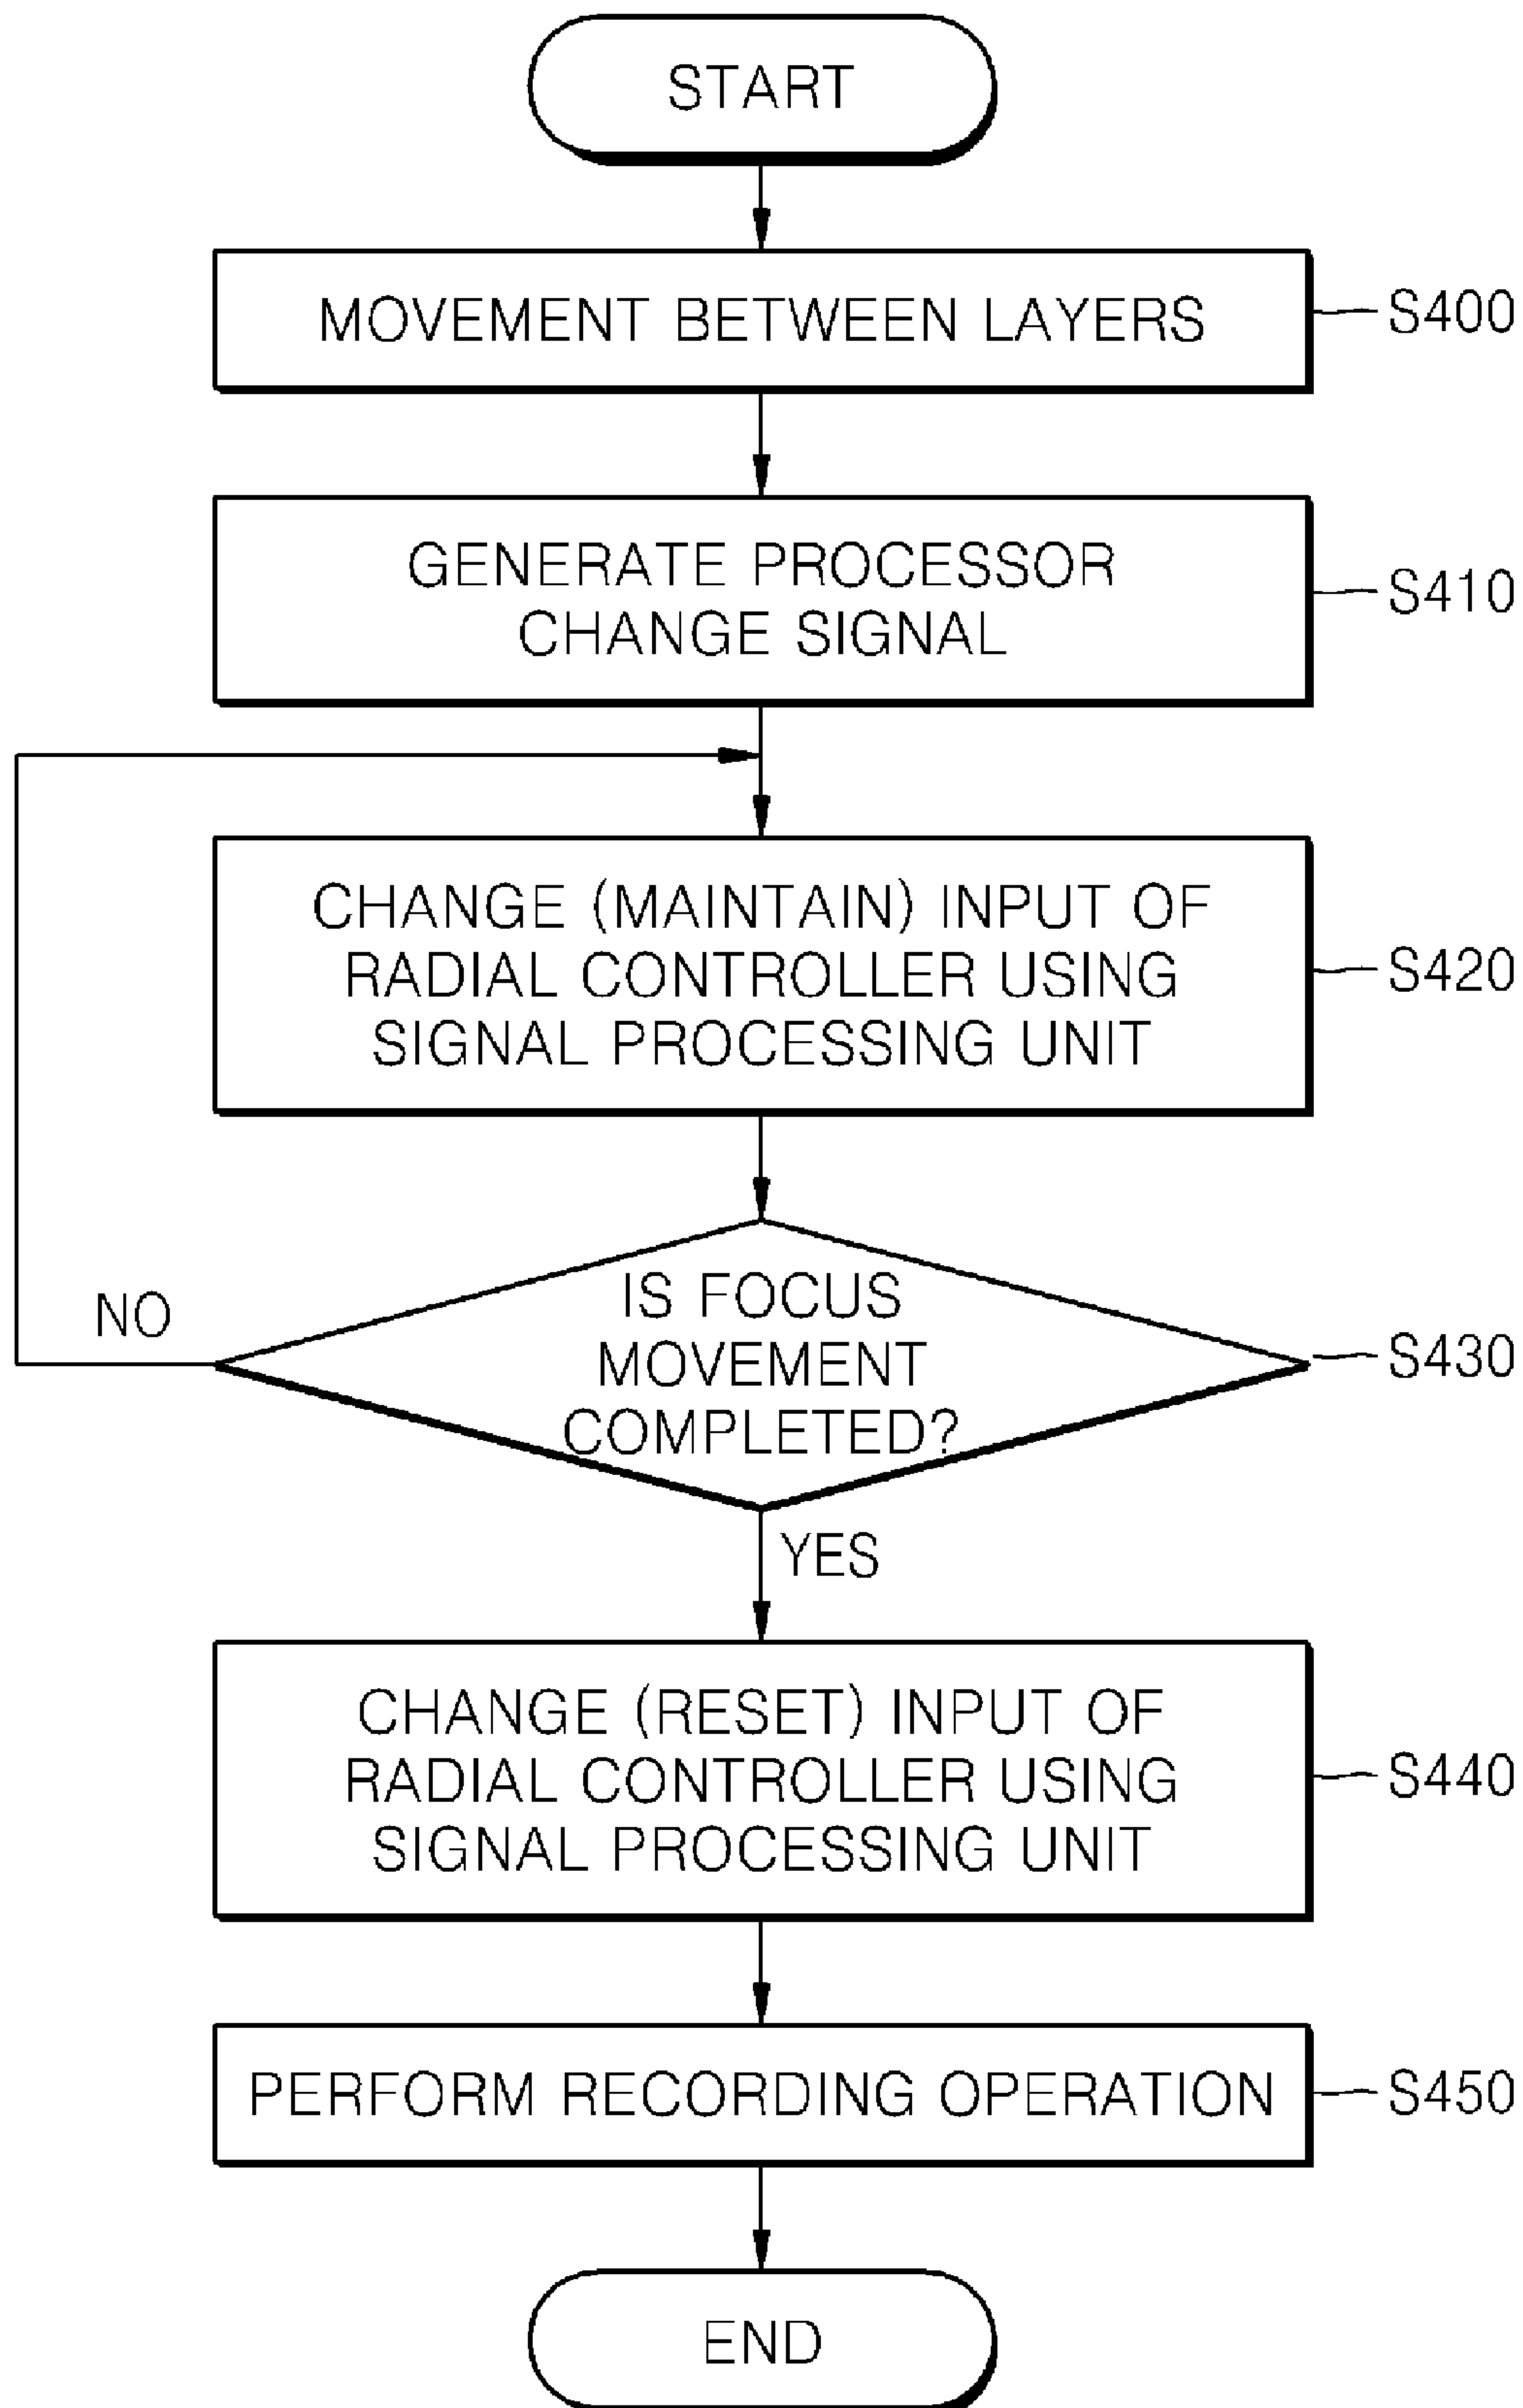 START
MOVEMENT BETWEEN LAYERS
S400
GENERATE PROCESSOR
CHANGE SIGNAL
S410
CHANGE (MAINTAIN) INPUT OF
RADIAL CONTROLLER USING
SIGNAL PROCESSING UNIT
S420
IS FOCUS
MOVEMENT
COMPLETED?
S430
NO
YES
CHANGE (RESET) INPUT OF
RADIAL CONTROLLER USING
SIGNAL PROCESSING UNIT
S440
PERFORM RECORDING OPERATION
S450
END